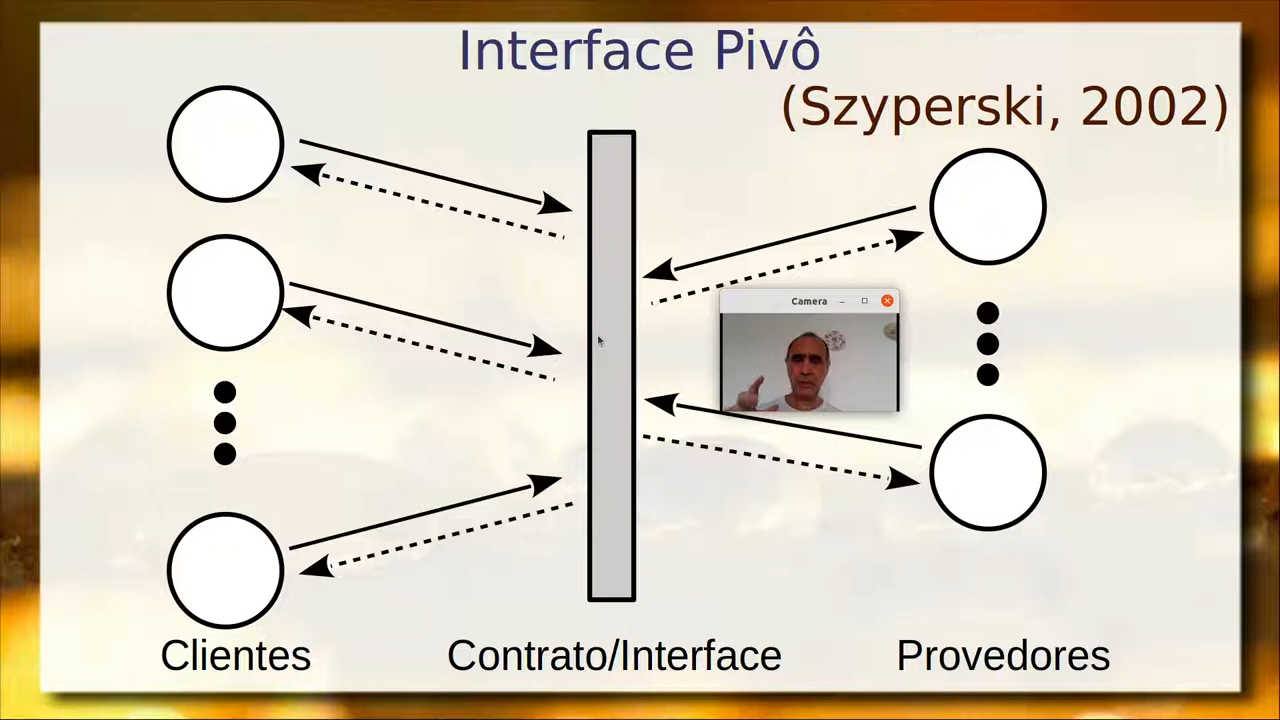 Interface Pivô
(Szyperski, 2002)
Camera
Clientes
Contrato/Interface
Provedores